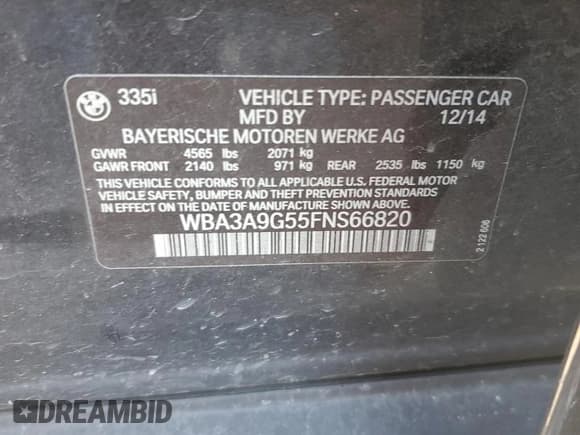 335i VEHICLE TYPE: PASSENGER CAR
MFD BY 12/14
BAYERISCHE MOTOREN WERKE AG
GVWR 4565 lbs 2071 kg
GAWR FRONT 2140 lbs 971 kg REAR 2535 lbs 1150 kg
THIS VEHICLE CONFORMS TO ALL APPLICABLE U.S. FEDERAL MOTOR
VEHICLE SAFETY, BUMPER AND THEFT PREVENTION STANDARDS
IN EFFECT ON THE DATE OF MANUFACTURE SHOWN ABOVE.
WBA3A9G55FNS66820
2 122 606
DREAMBID